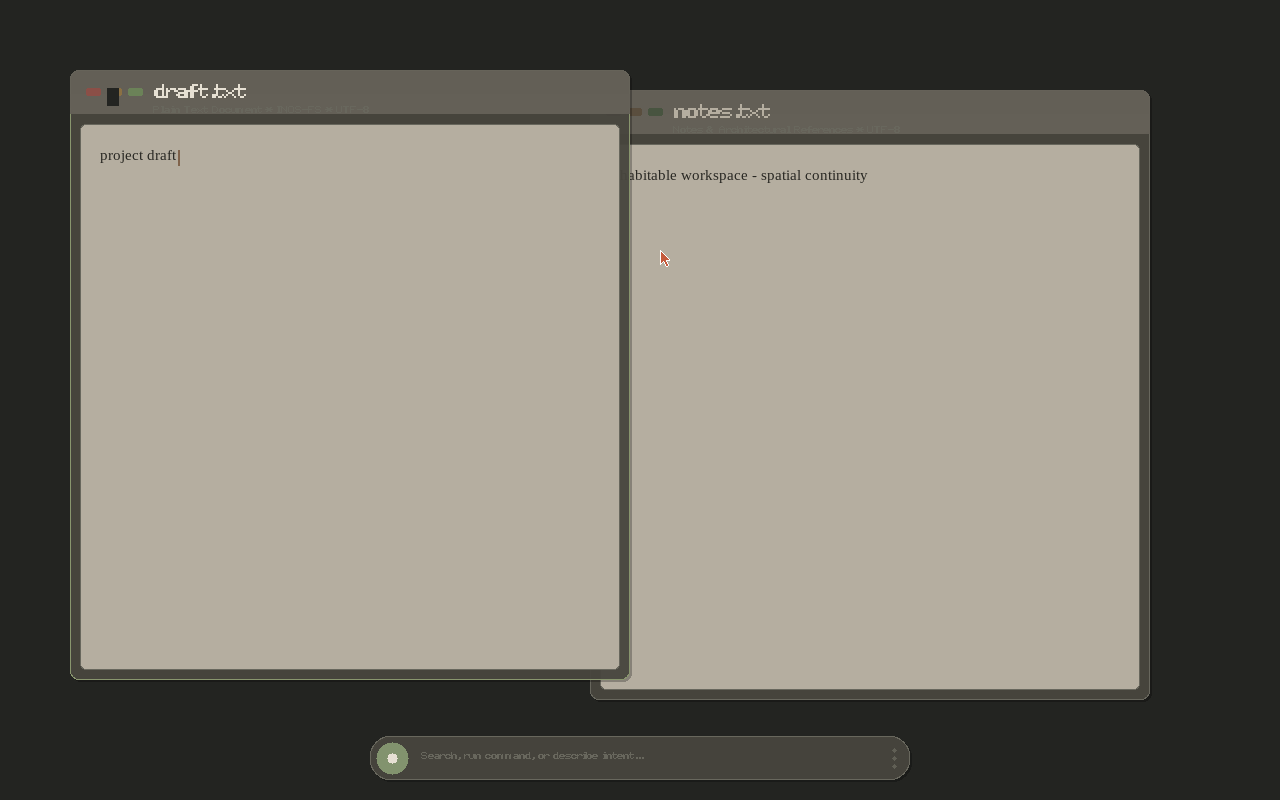 draft.txt
project draft
notes.txt
abitable workspace - spatial continuity
Search, run command, or describe intent...